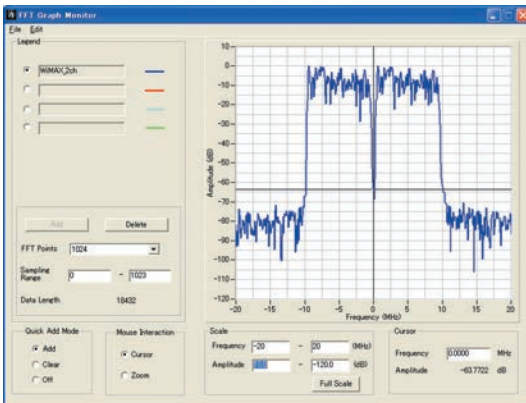 FFT Graph Monitor
File Edit
Legend
WiMAX,2ch
Add Delete
FFT Points 1024
Sampling Range 0 - 1023
Data Length 18432
Quick Add Mode
Add
Clear
Off
Mouse Interaction
Cursor
Zoom
Amplitude (dB)
10
0
-10
-20
-30
-40
-50
-60
-70
-80
-90
-100
-110
-120
-20 -15 -10 -5 0 5 10 15 20
Frequency (MHz)
Scale
Frequency -20 - 20 (MHz)
Amplitude - -120.0 (dB)
Full Scale
Cursor
Frequency 0.0000 MHz
Amplitude -63.7722 dB